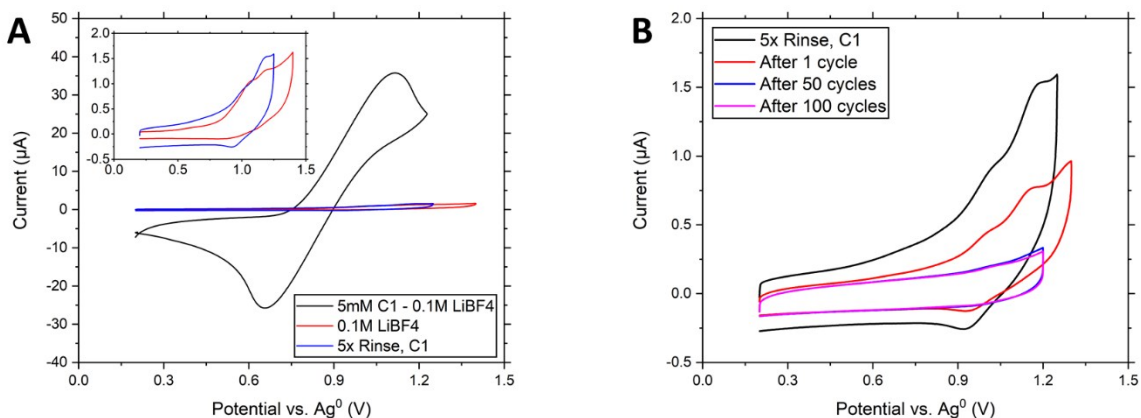 A
2.0
1.5
1.0
0.5
0.0
-0.5
0.0 0.5 1.0 1.5
50
40
30
20
10
0
-10
-20
-30
-40
Current (µA)
5mM C1 - 0.1M LiBF4
0.1M LiBF4
5x Rinse, C1
0.0 0.3 0.6 0.9 1.2 1.5
Potential vs. Ag⁰ (V)
B
2.0
1.5
1.0
0.5
0.0
-0.5
Current (µA)
5x Rinse, C1
After 1 cycle
After 50 cycles
After 100 cycles
0.0 0.3 0.6 0.9 1.2 1.5
Potential vs. Ag⁰ (V)